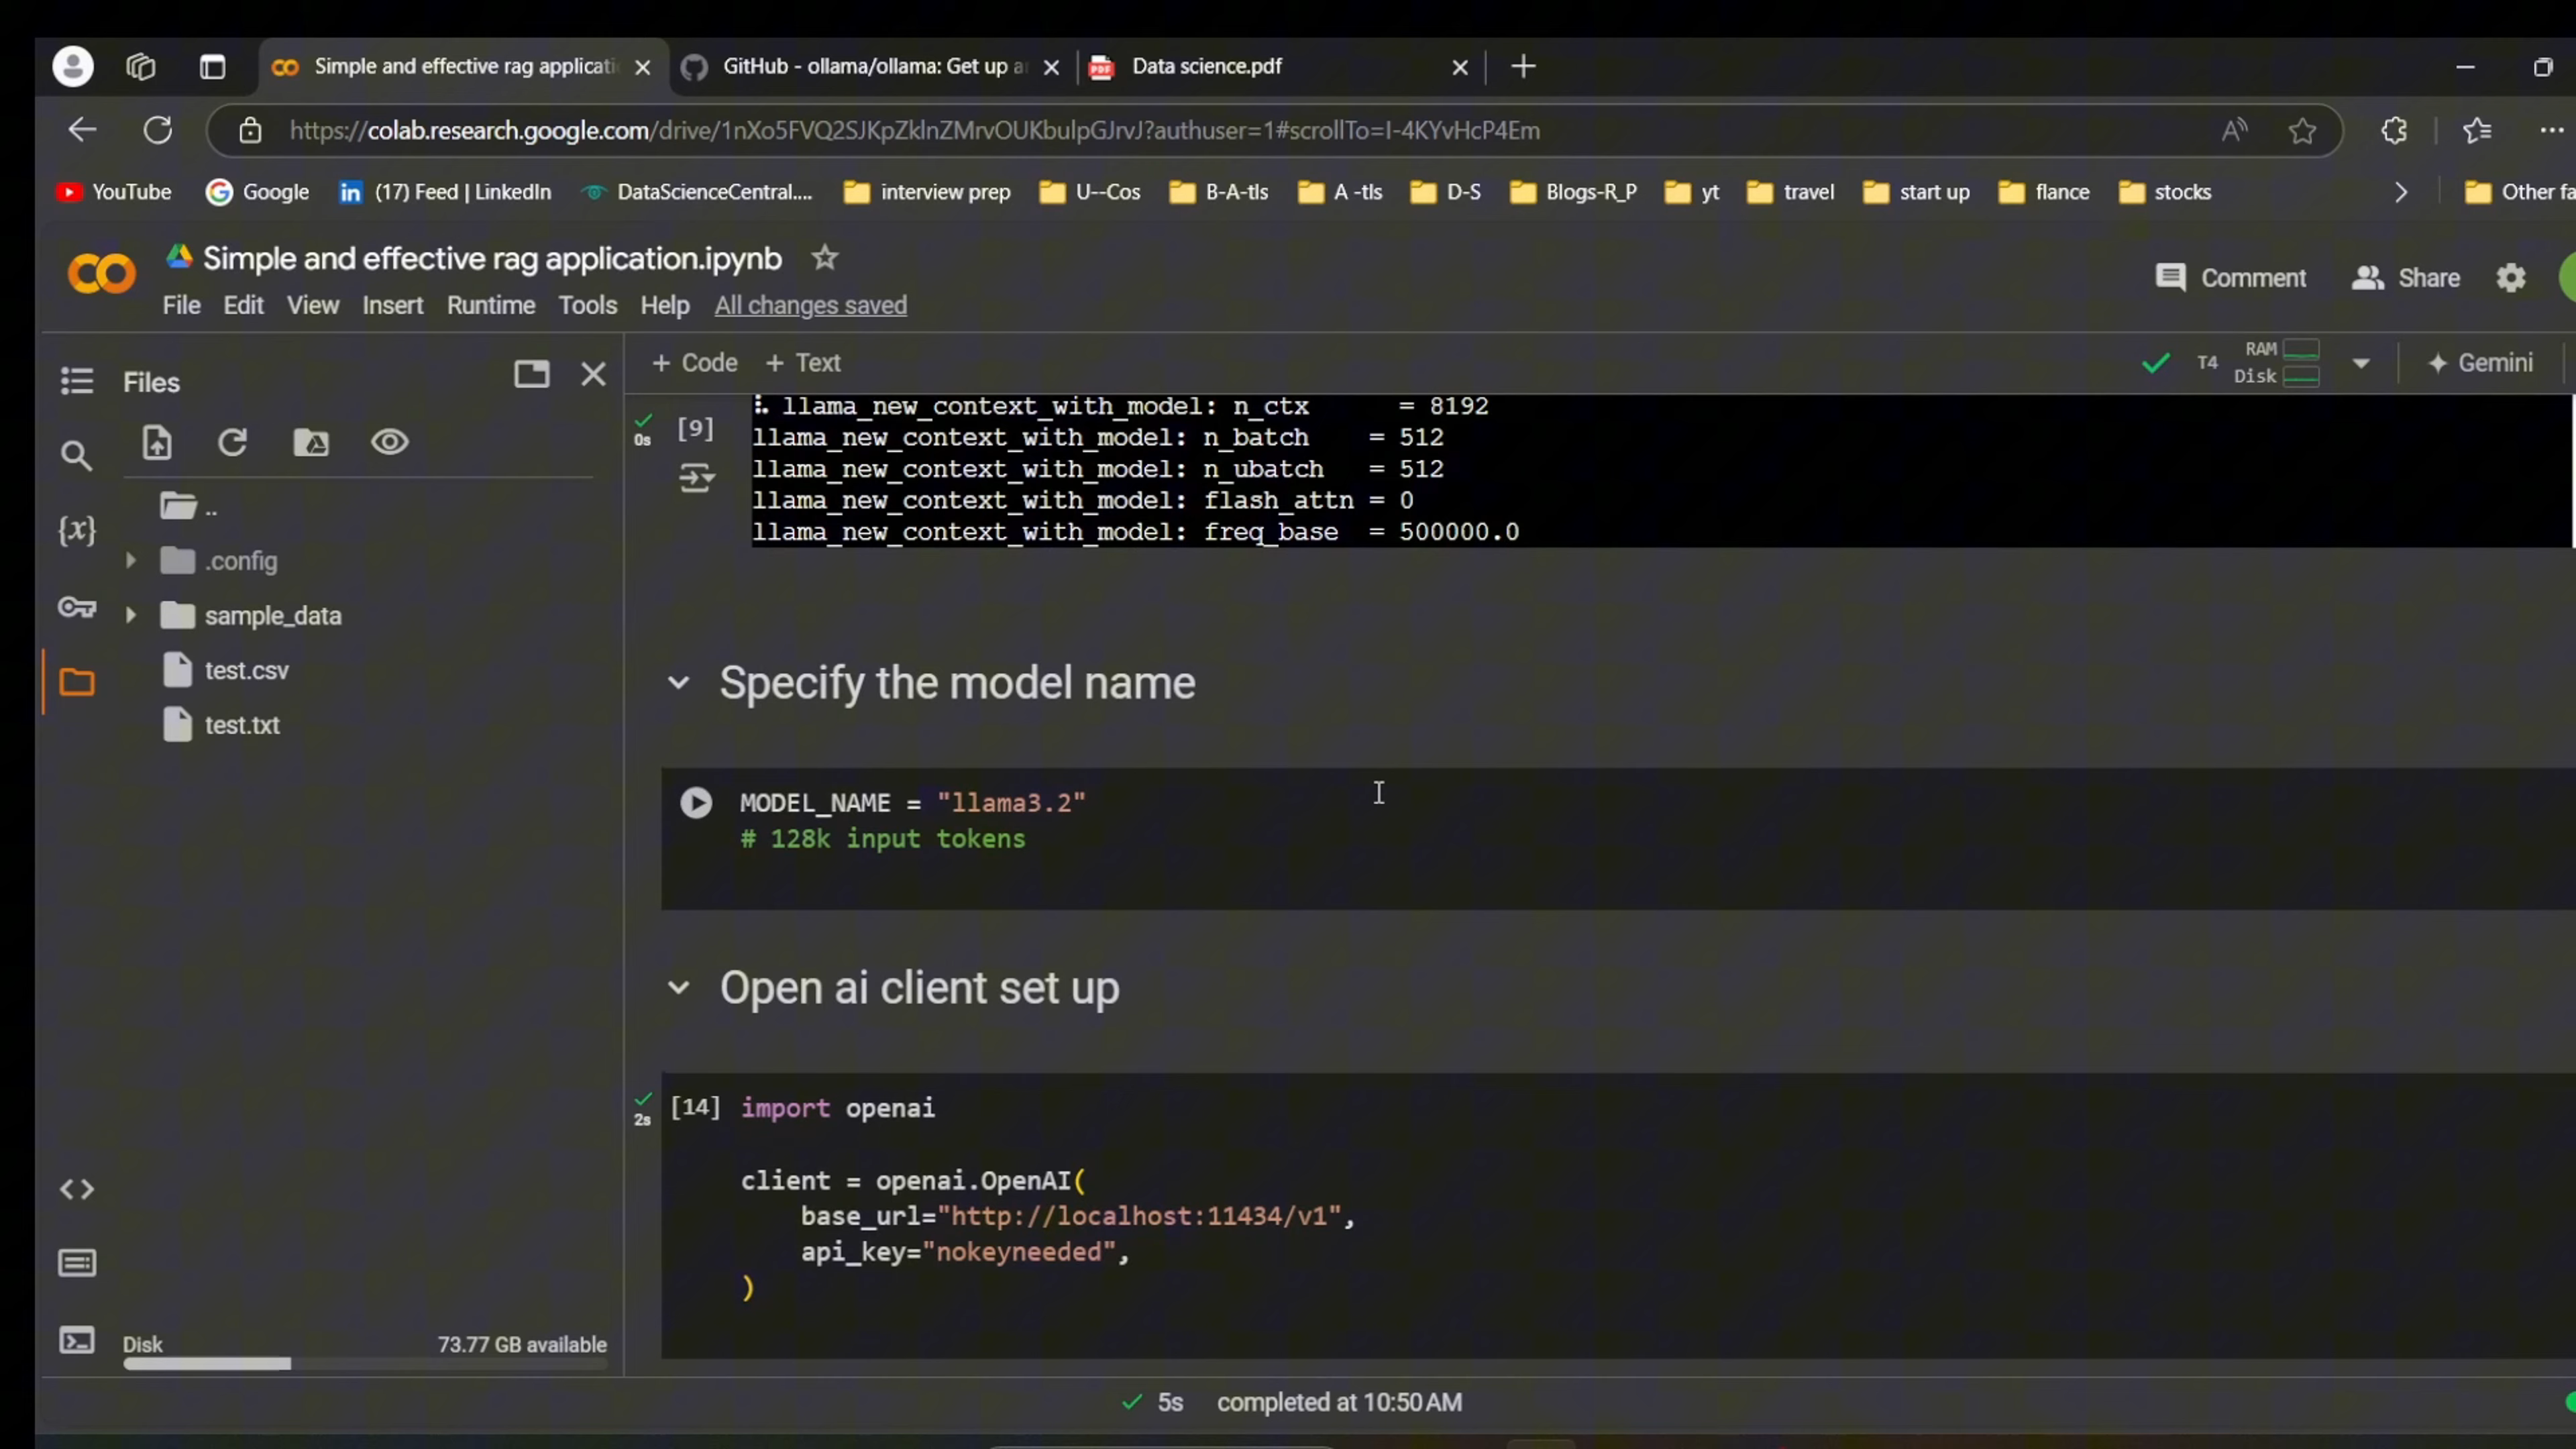 Simple and effective rag applicati
GitHub - ollama/ollama: Get up a
PDF Data science.pdf
https://colab.research.google.com/drive/1nXo5FVQ2SJKpZklnZMrvOUKbulpGJrvJ?authuser=1#scrollTo=I-4KYvHcP4Em
YouTube Google (17) Feed | LinkedIn DataScienceCentral.... interview prep U--Cos B-A-tls A -tls D-S Blogs-R_P yt travel start up flance stocks Other fa
Simple and effective rag application.ipynb
File Edit View Insert Runtime Tools Help All changes saved
Comment Share
Files
+ Code + Text
T4 RAM
Disk
Gemini
..
.config
sample_data
test.csv
test.txt
Disk 73.77 GB available
0s [9]
llama_new_context_with_model: n_ctx = 8192
llama_new_context_with_model: n_batch = 512
llama_new_context_with_model: n_ubatch = 512
llama_new_context_with_model: flash_attn = 0
llama_new_context_with_model: freq_base = 500000.0
Specify the model name
MODEL_NAME = "llama3.2"
# 128k input tokens
Open ai client set up
2s [14] import openai
client = openai.OpenAI(
base_url="http://localhost:11434/v1",
api_key="nokeyneeded",
)
5s completed at 10:50 AM